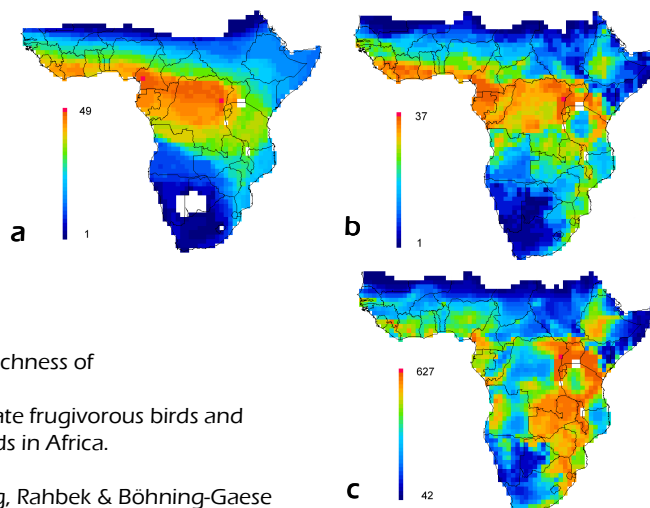 49
1
a
37
1
b
627
42
c
chness of
ate frugivorous birds and
ds in Africa.
g, Rahbek & Böhning-Gaese